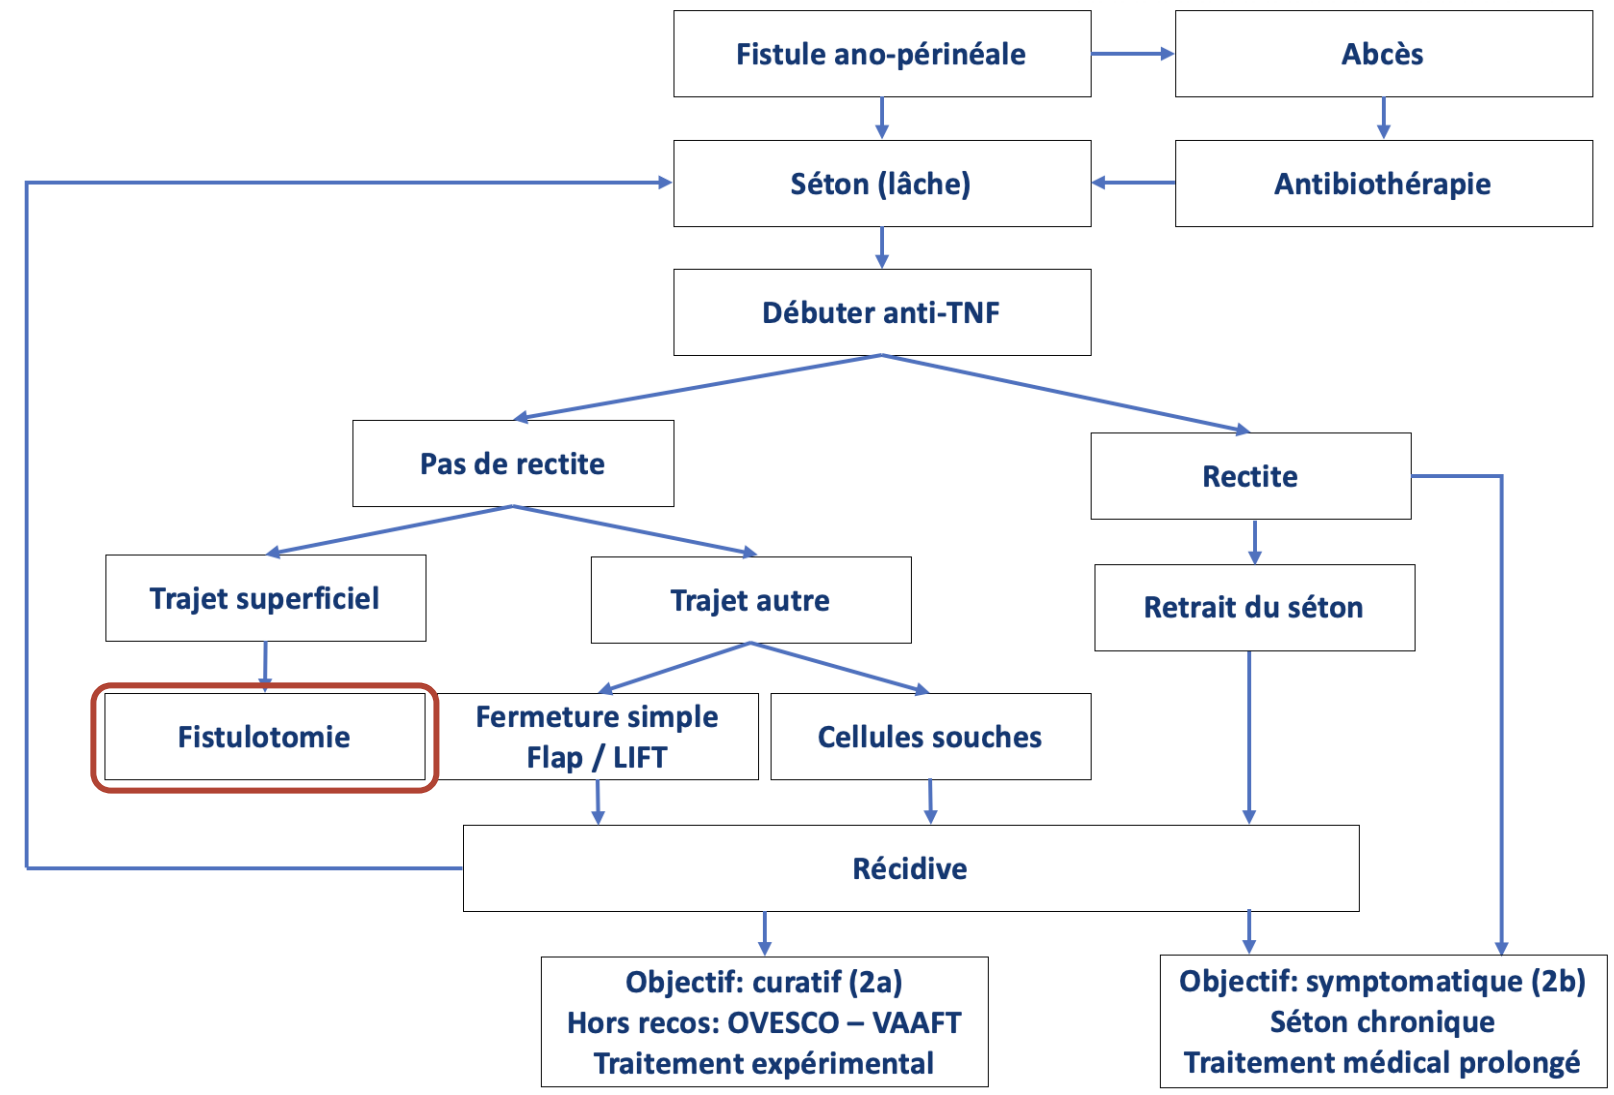 Fistule ano-périnéale
Abcès
Séton (lâche)
Antibiothérapie
Débuter anti-TNF
Pas de rectite
Rectite
Trajet superficiel
Trajet autre
Retrait du séton
Fistulotomie
Fermeture simple
Flap / LIFT
Cellules souches
Récidive
Objectif: curatif (2a)
Hors recos: OVESCO – VAAFT
Traitement expérimental
Objectif: symptomatique (2b)
Séton chronique
Traitement médical prolongé